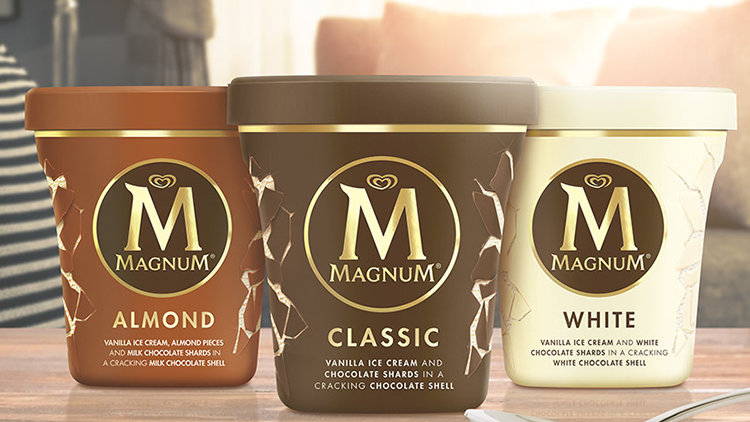 M
MAGNUM®
ALMOND
VANILLA ICE CREAM, ALMOND PIECES
AND MILK CHOCOLATE SHARDS IN
A CRACKING MILK CHOCOLATE SHELL
M
MAGNUM®
CLASSIC
VANILLA ICE CREAM AND
CHOCOLATE SHARDS IN A
CRACKING CHOCOLATE SHELL
M
MAGNUM®
WHITE
VANILLA ICE CREAM AND WHITE
CHOCOLATE SHARDS IN A CRACKING
WHITE CHOCOLATE SHELL